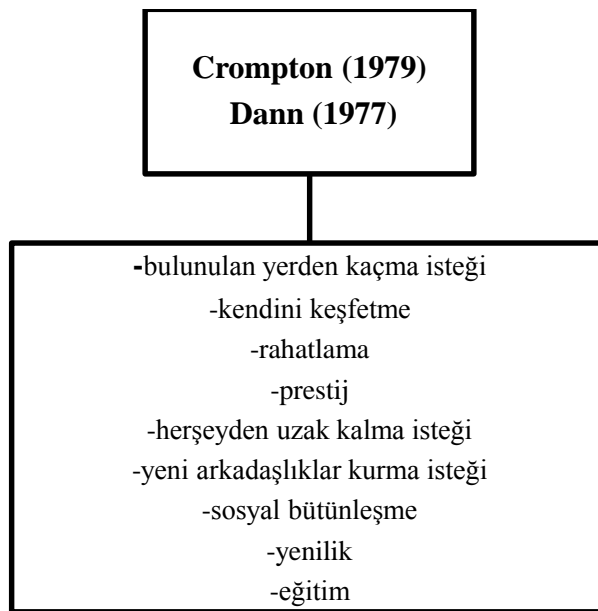 Crompton (1979)
Dann (1977)
-bulunulan yerden kaçma isteği
-kendini keşfetme
-rahatlama
-prestij
-herşeyden uzak kalma isteği
-yeni arkadaşlıklar kurma isteği
-sosyal bütünleşme
-yenilik
-eğitim